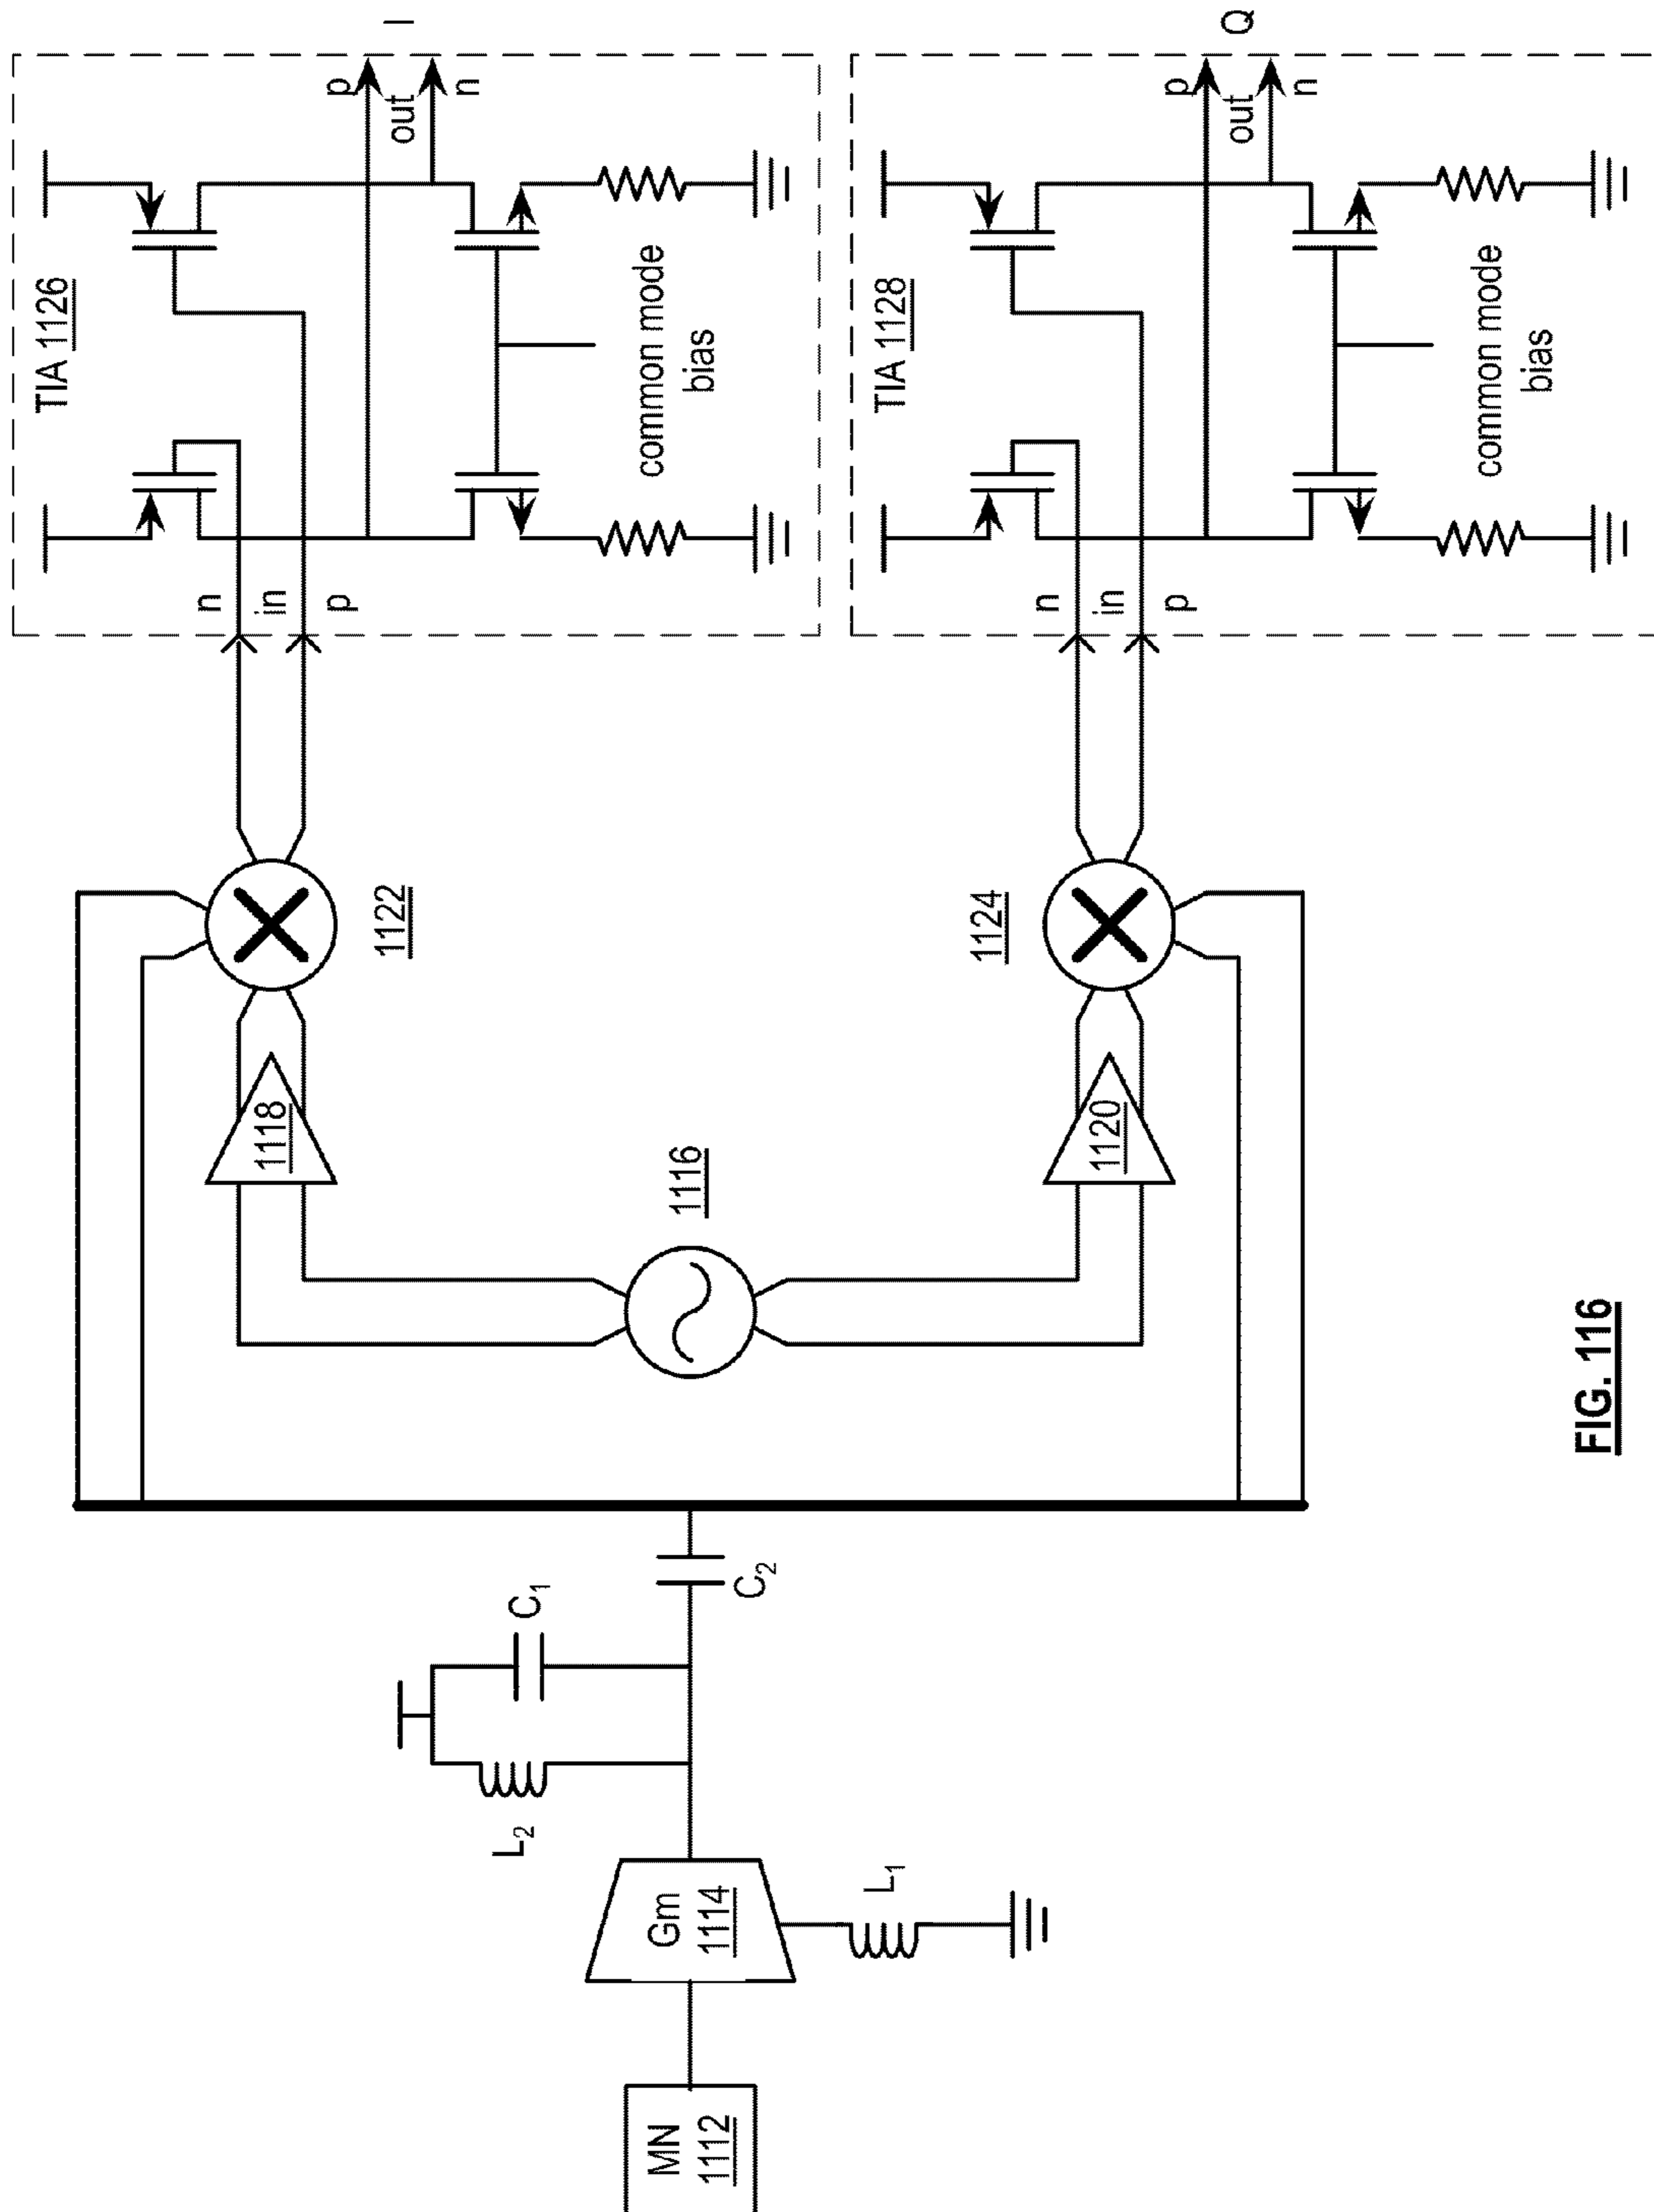 MN
1112
Gm
1114
L1
L2
C1
C2
1116
1118
1120
1122
1124
TIA 1126
n
in
p
common mode
bias
p
out
n
I
TIA 1128
n
in
p
common mode
bias
p
out
n
Q
FIG. 116